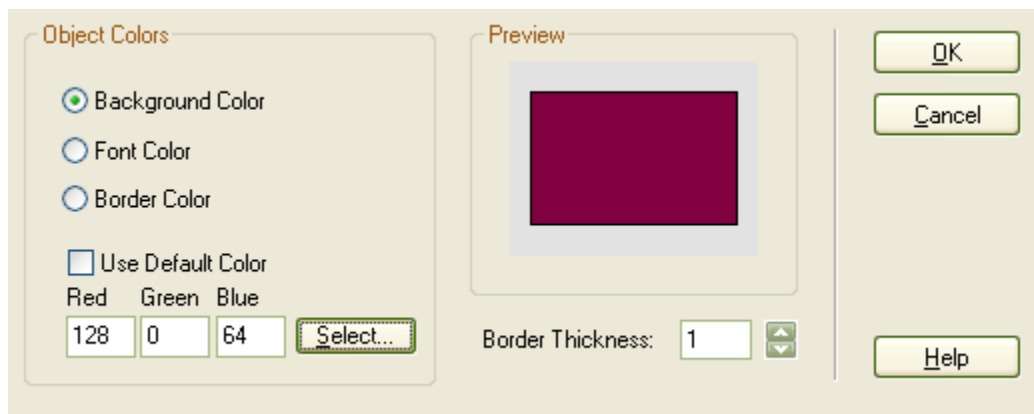 Object Colors
Background Color
Font Color
Border Color
Use Default Color
Red Green Blue
128 0 64 Select...
Preview
Border Thickness: 1
OK
Cancel
Help